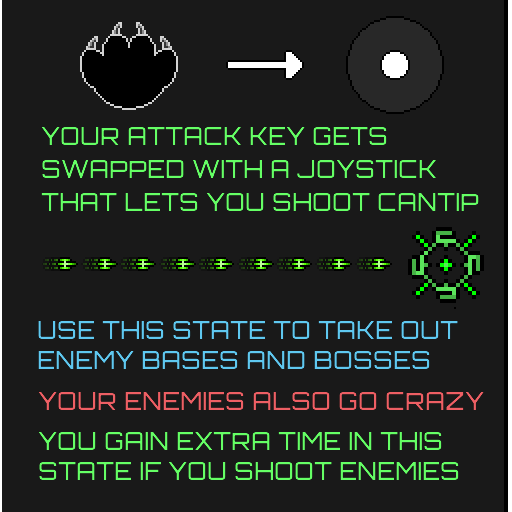 YOUR ATTACK KEY GETS
SWAPPED WITH A JOYSTICK
THAT LETS YOU SHOOT CANTIP
USE THIS STATE TO TAKE OUT
ENEMY BASES AND BOSSES
YOUR ENEMIES ALSO GO CRAZY
YOU GAIN EXTRA TIME IN THIS
STATE IF YOU SHOOT ENEMIES